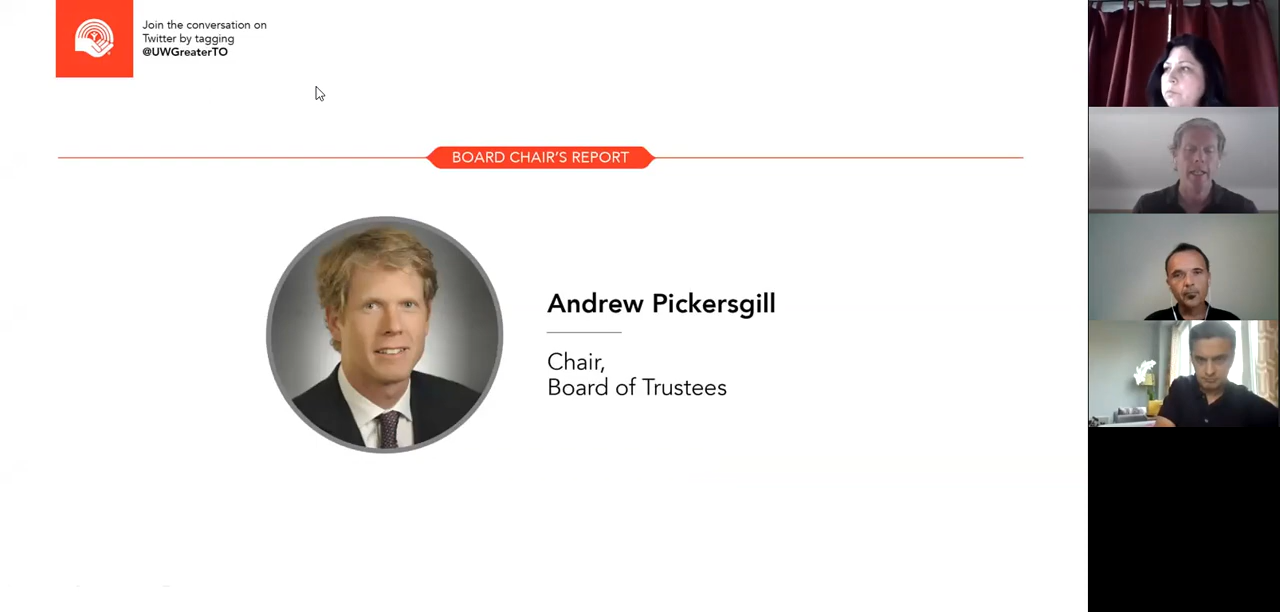 Join the conversation on
Twitter by tagging
@UWGreaterTO
BOARD CHAIR'S REPORT
Andrew Pickersgill
Chair,
Board of Trustees